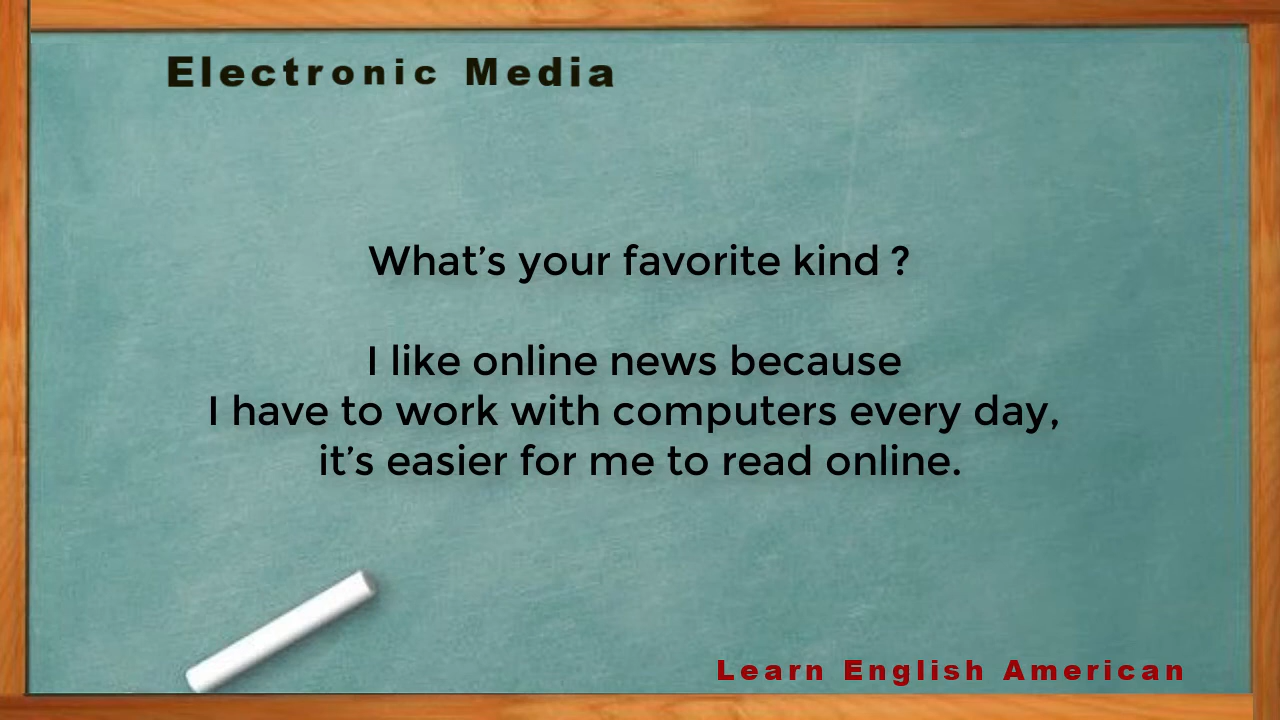 Electronic Media
What’s your favorite kind ?
I like online news because
I have to work with computers every day,
it’s easier for me to read online.
Learn English American